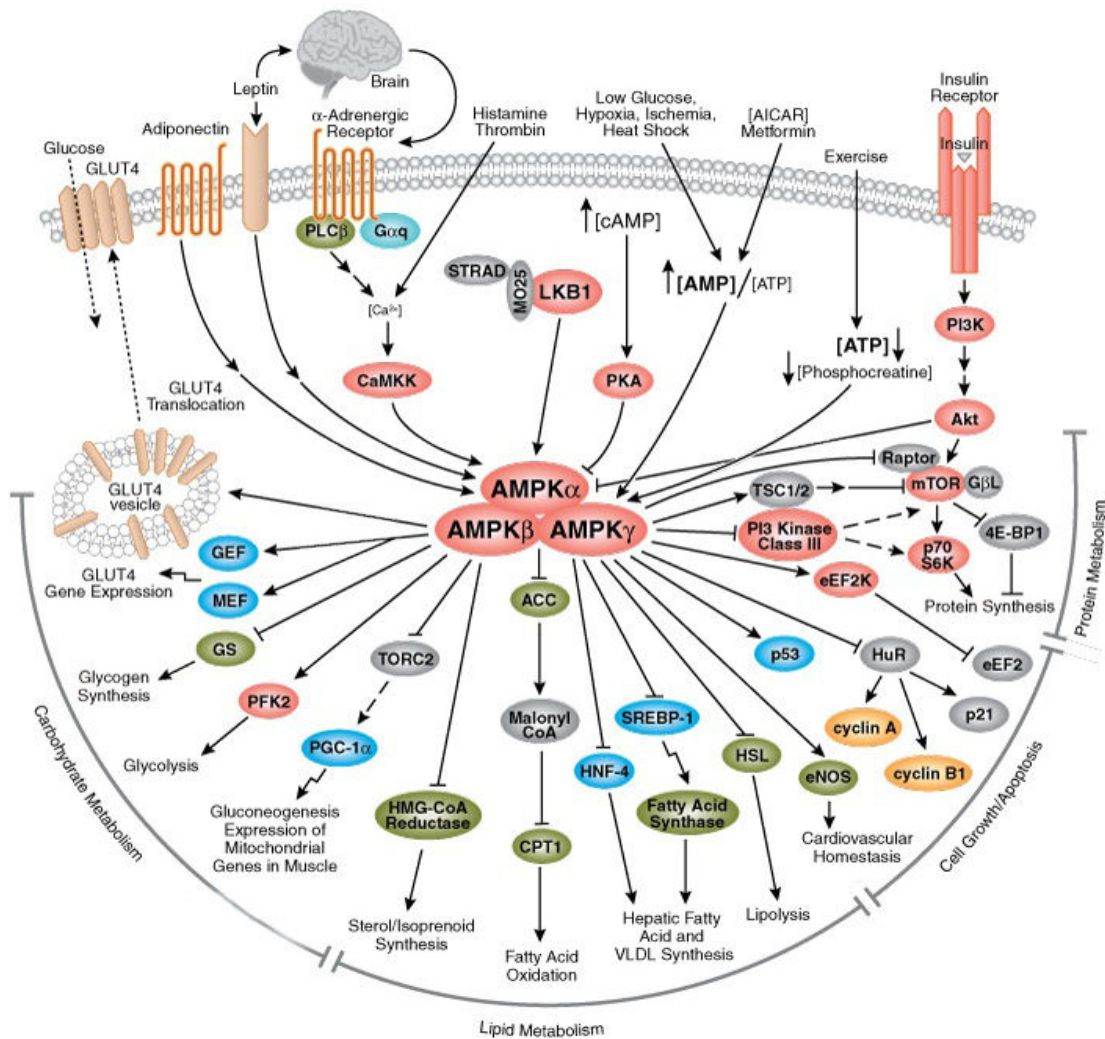 Brain
Leptin
α-Adrenergic
Receptor
Histamine
Thrombin
Low Glucose,
Hypoxia, Ischemia,
Heat Shock
[AICAR]
Metformin
Insulin
Receptor
Adiponectin
Glucose
GLUT4
Exercise
Insulin
PLCβ
Gαq
[cAMP]
STRAD
MO25
LKB1
[AMP]/[ATP]
[Ca²⁺]
PI3K
[ATP]
[Phosphocreatine]
CaMKK
PKA
GLUT4
Translocation
Akt
Raptor
mTOR
GβL
GLUT4
vesicle
AMPKα
AMPKβ
AMPKγ
TSC1/2
PI3 Kinase
Class III
4E-BP1
p70
S6K
GEF
GLUT4
Gene Expression
MEF
ACC
eEF2K
Protein Synthesis
Protein Metabolism
GS
TORC2
p53
HuR
eEF2
Glycogen
Synthesis
PFK2
Malonyl
CoA
SREBP-1
cyclin A
p21
PGC-1α
Glycolysis
HNF-4
HSL
eNOS
cyclin B1
Gluconeogenesis
Expression of
Mitochondrial
Genes in Muscle
HMG-CoA
Reductase
Fatty Acid
Synthase
CPT1
Cardiovascular
Homestasis
Carbohydrate Metabolism
Cell Growth/Apoptosis
Sterol/Isoprenoid
Synthesis
Fatty Acid
Oxidation
Hepatic Fatty
Acid and
VLDL Synthesis
Lipolysis
Lipid Metabolism